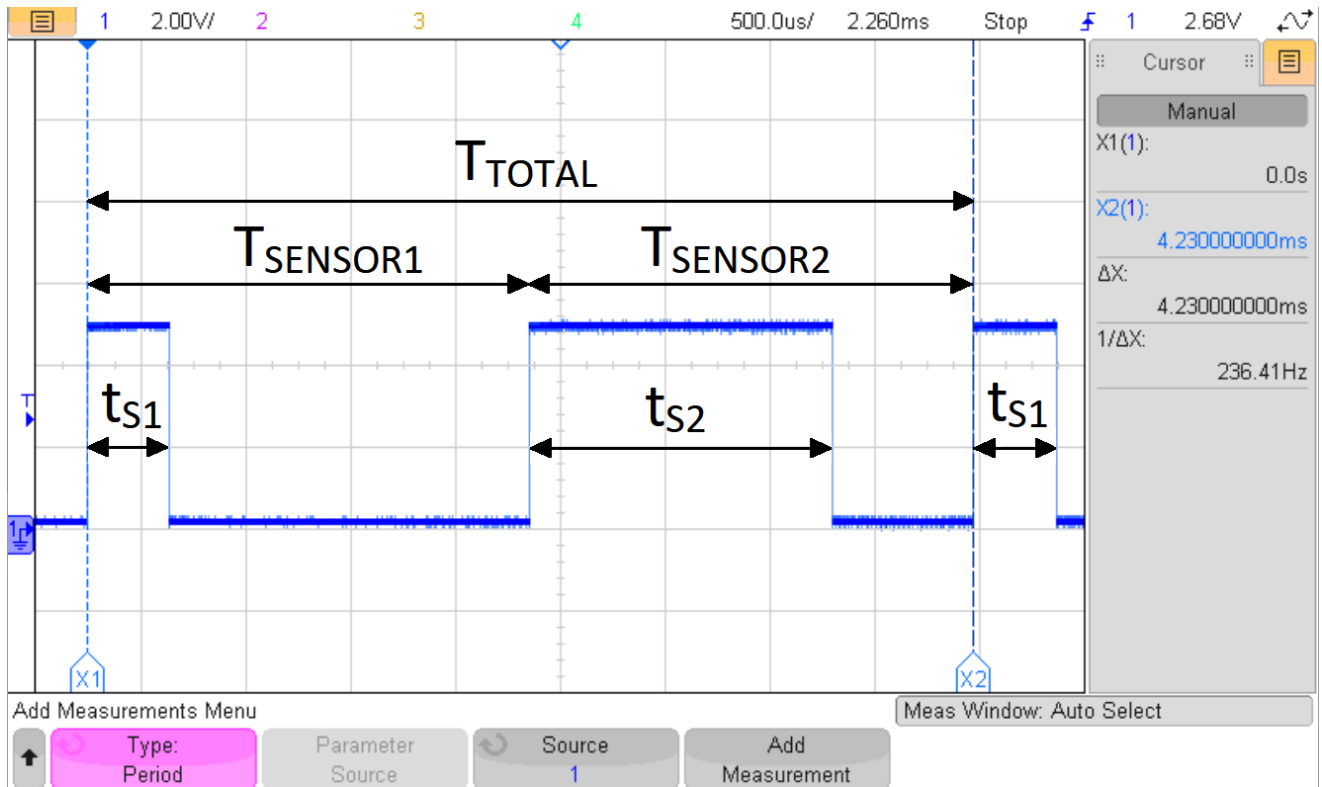 1 2.00V/ 2 3 4 500.0us/ 2.260ms Stop 1 2.68V
Cursor
Manual
X1(1):
0.0s
X2(1):
4.230000000ms
ΔX:
4.230000000ms
1/ΔX:
236.41Hz
TTOTAL
TSENSOR1 TSENSOR2
tS1 tS2 tS1
T
1
X1 X2
Add Measurements Menu Meas Window: Auto Select
Type:
Period
Parameter
Source
Source
1
Add
Measurement